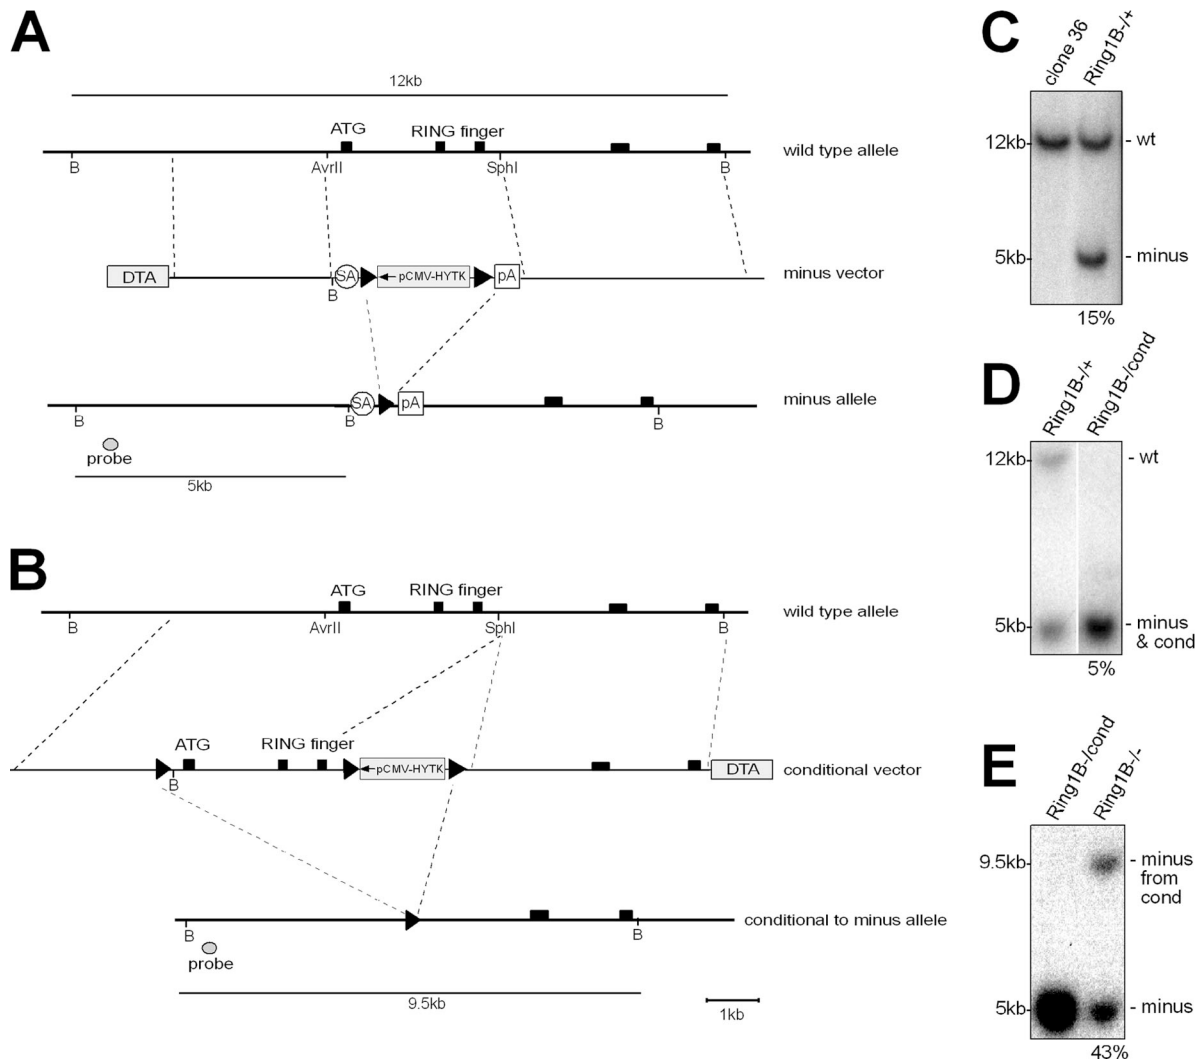 A
12kb
ATG
RING finger
wild type allele
B
AvrII
SphI
B
DTA
SA
pCMV-HYTK
pA
minus vector
B
SA
pA
minus allele
B
B
B
probe
5kb
B
ATG
RING finger
wild type allele
B
AvrII
SphI
B
ATG
RING finger
pCMV-HYTK
DTA
conditional vector
B
conditional to minus allele
B
B
probe
9.5kb
1kb
C
clone 36
Ring1B-/+
12kb-
- wt
5kb-
- minus
15%
D
Ring1B-/+
Ring1B-/cond
12kb-
- wt
5kb-
- minus
& cond
5%
E
Ring1B-/cond
Ring1B-/-
9.5kb-
- minus
from
cond
5kb-
- minus
43%